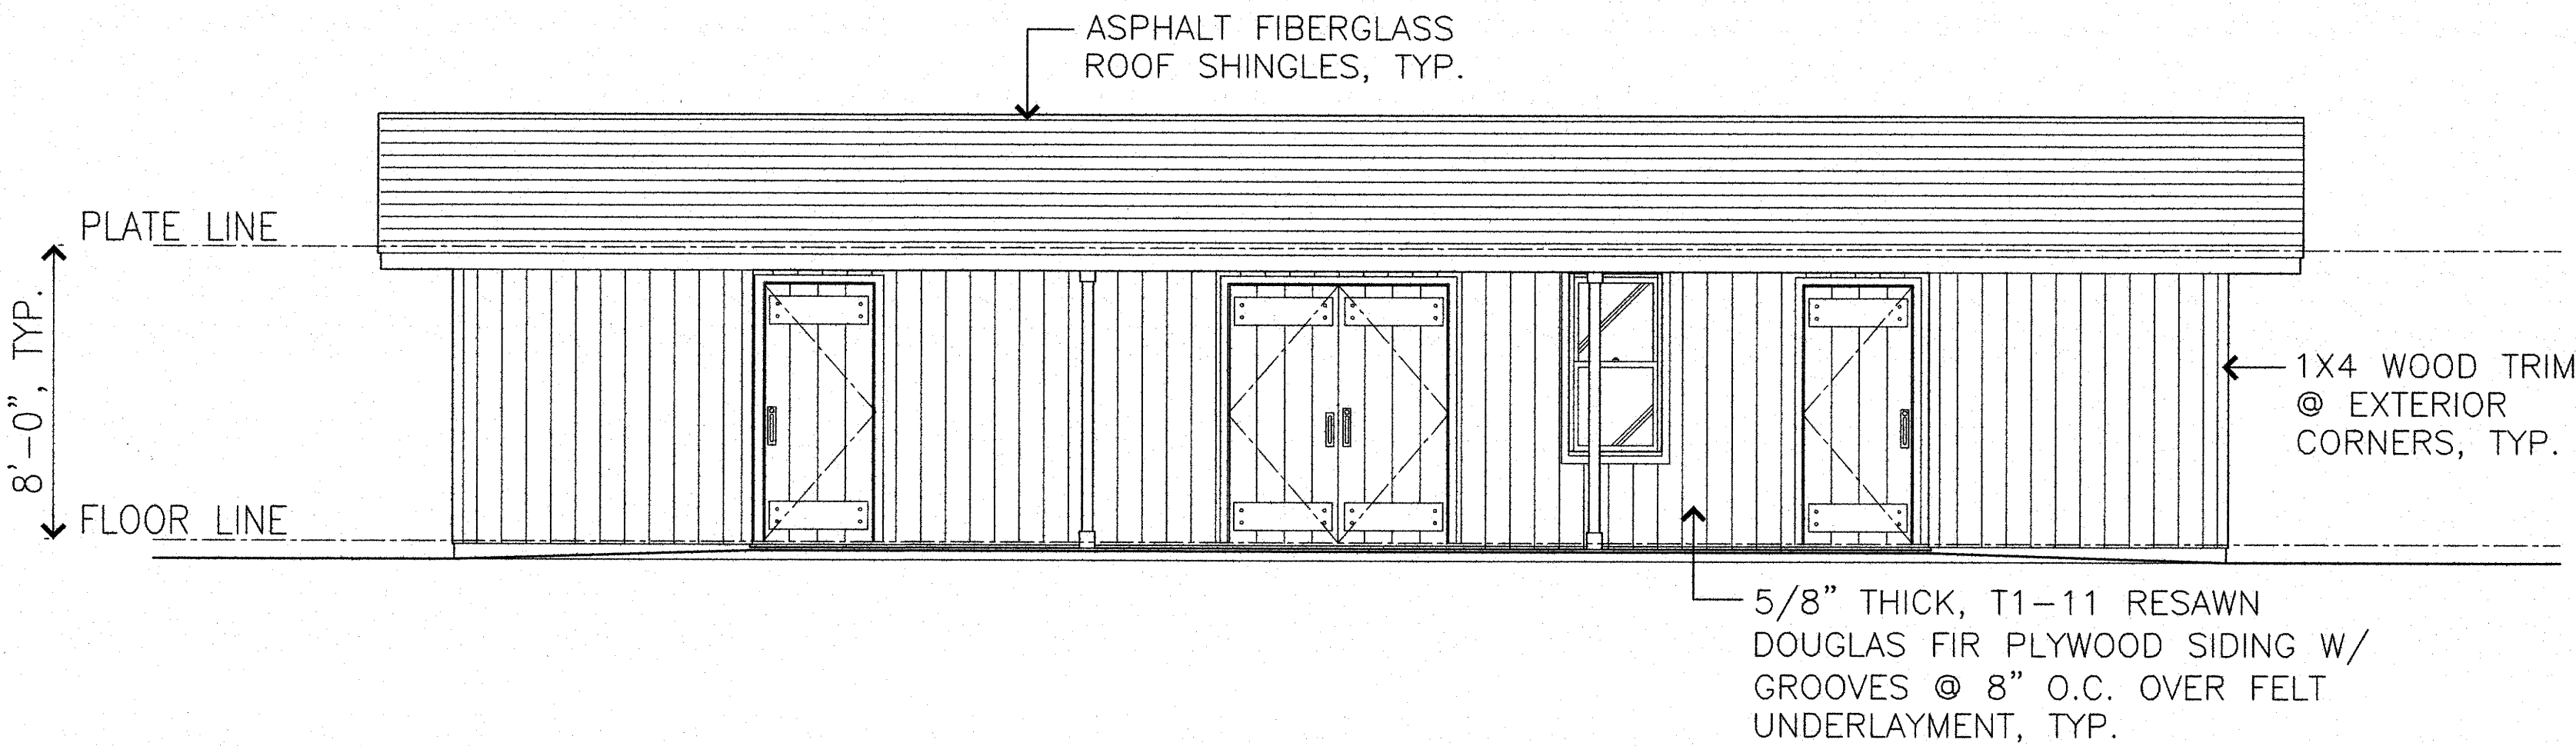 ASPHALT FIBERGLASS
ROOF SHINGLES, TYP.
PLATE LINE
8'-0", TYP.
FLOOR LINE
1X4 WOOD TRIM
@ EXTERIOR
CORNERS, TYP.
5/8" THICK, T1-11 RESAWN
DOUGLAS FIR PLYWOOD SIDING W/
GROOVES @ 8" O.C. OVER FELT
UNDERLAYMENT, TYP.